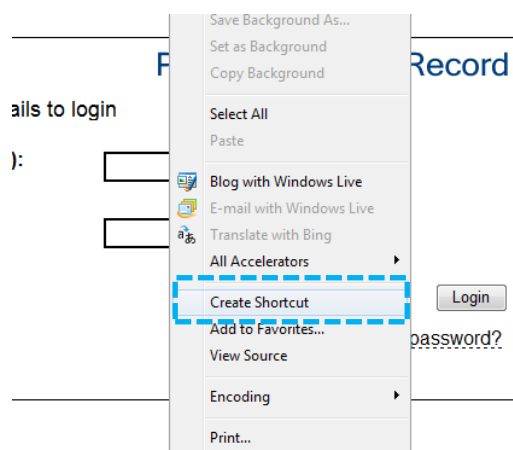 Save Background As...
Set as Background
Record
Copy Background
ails to login
Select All
Paste
):
Blog with Windows Live
E-mail with Windows Live
Translate with Bing
All Accelerators
Create Shortcut
Login
Add to Favorites...
password?
View Source
Encoding
Print...